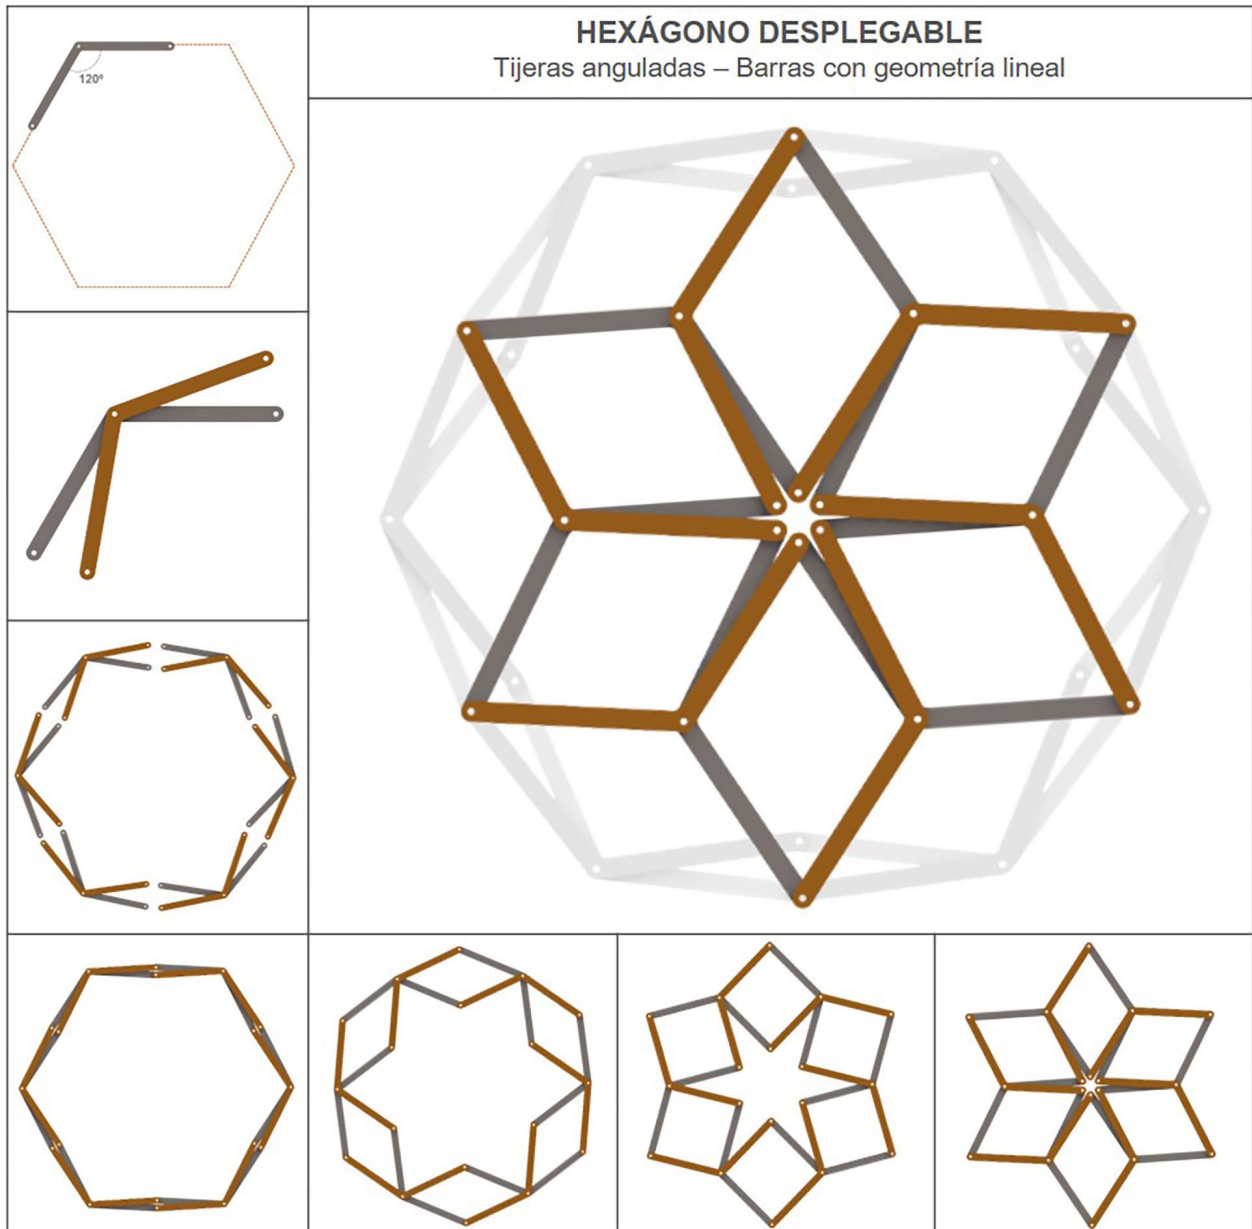 HEXÁGONO DESPLEGABLE
Tijeras anguladas – Barras con geometría lineal
120º